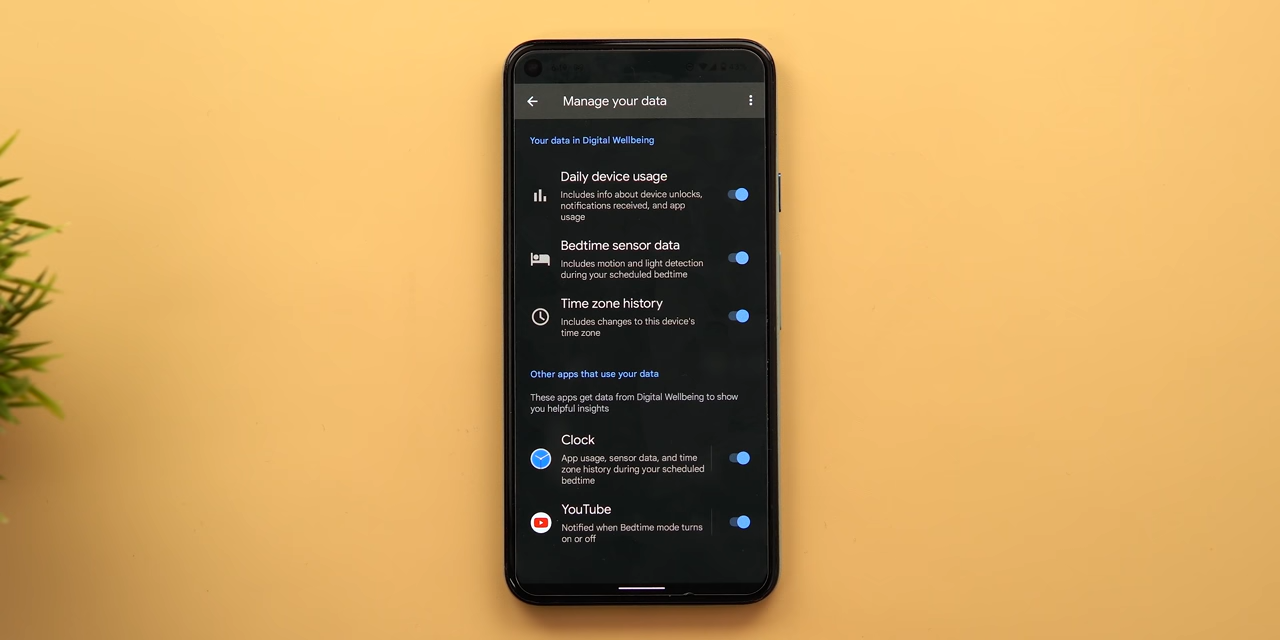 Manage your data
Your data in Digital Wellbeing
Daily device usage
Includes info about device unlocks,
notifications received, and app
usage
Bedtime sensor data
Includes motion and light detection
during your scheduled bedtime
Time zone history
Includes changes to this device's
time zone
Other apps that use your data
These apps get data from Digital Wellbeing to show
you helpful insights
Clock
App usage, sensor data, and time
zone history during your scheduled
bedtime
YouTube
Notified when Bedtime mode turns
on or off